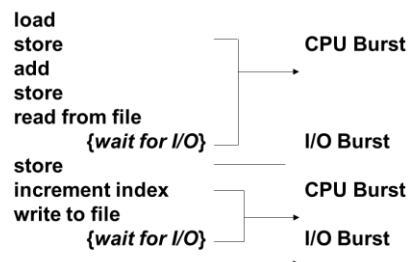 load
store CPU Burst
add
store
read from file
{wait for I/O} I/O Burst
store
increment index CPU Burst
write to file
{wait for I/O} I/O Burst